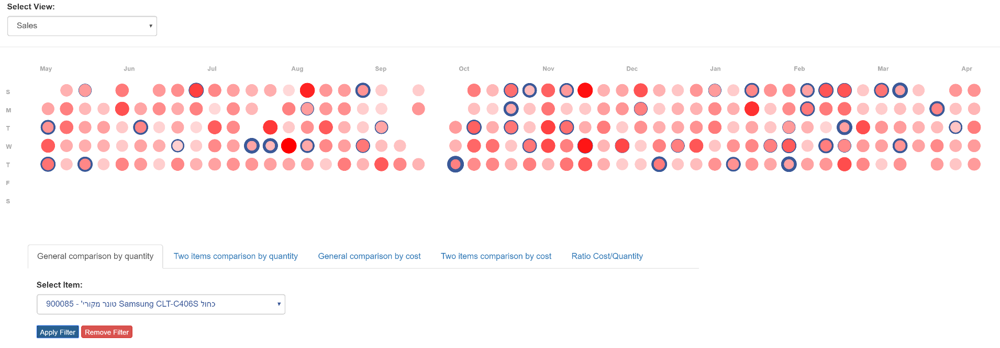 Select View:
Sales
May Jun Jul Aug Sep Oct Nov Dec Jan Feb Mar Apr
S
M
T
W
T
F
S
General comparison by quantity Two items comparison by quantity General comparison by cost Two items comparison by cost Ratio Cost/Quantity
Select Item:
900085 - טונר מקורי' Samsung CLT-C406S כחול
Apply Filter Remove Filter